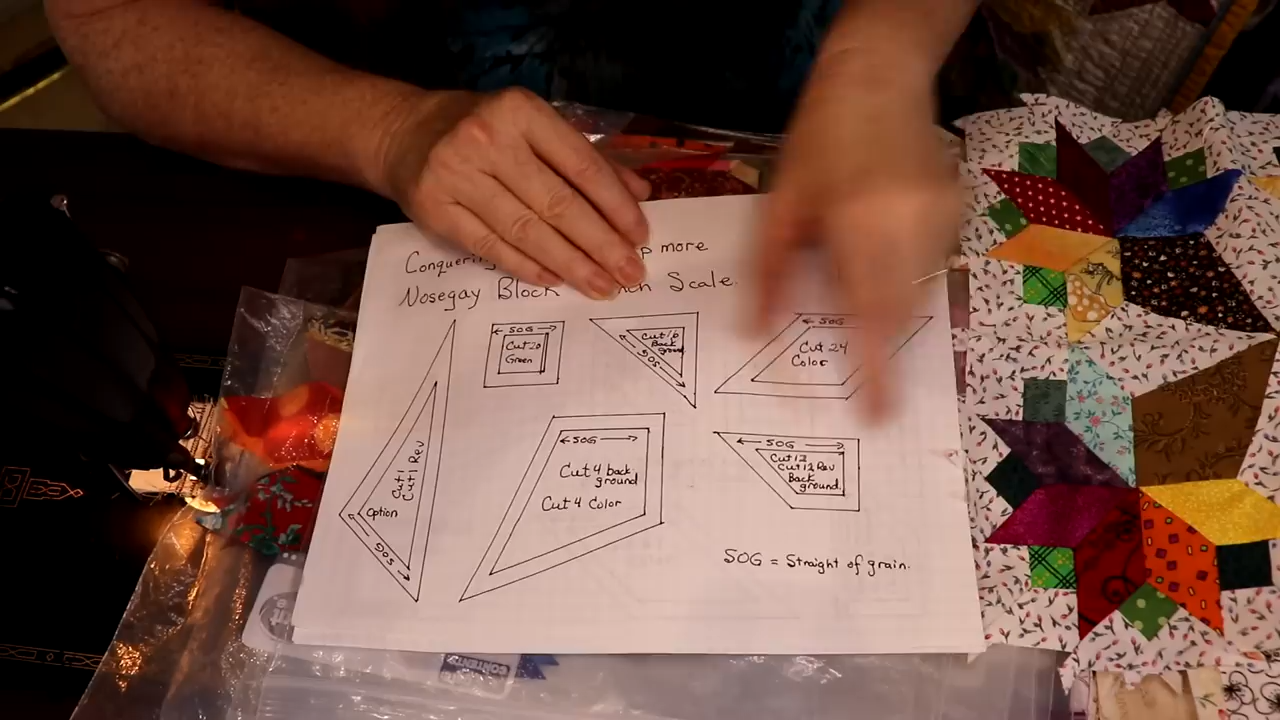 Conquering more
Nosegay Block Scale.
SOG
Cut 20
Green
Cut 16
Back
ground
SOG
SOG
Cut 24
Color
Cut 1
Cut 1 Rev
Option
SOG
SOG
Cut 4 back
ground
Cut 4 Color
SOG
Cut 12
Cut 12 Rev
Back
ground
SOG = Straight of grain.
CONTENTS